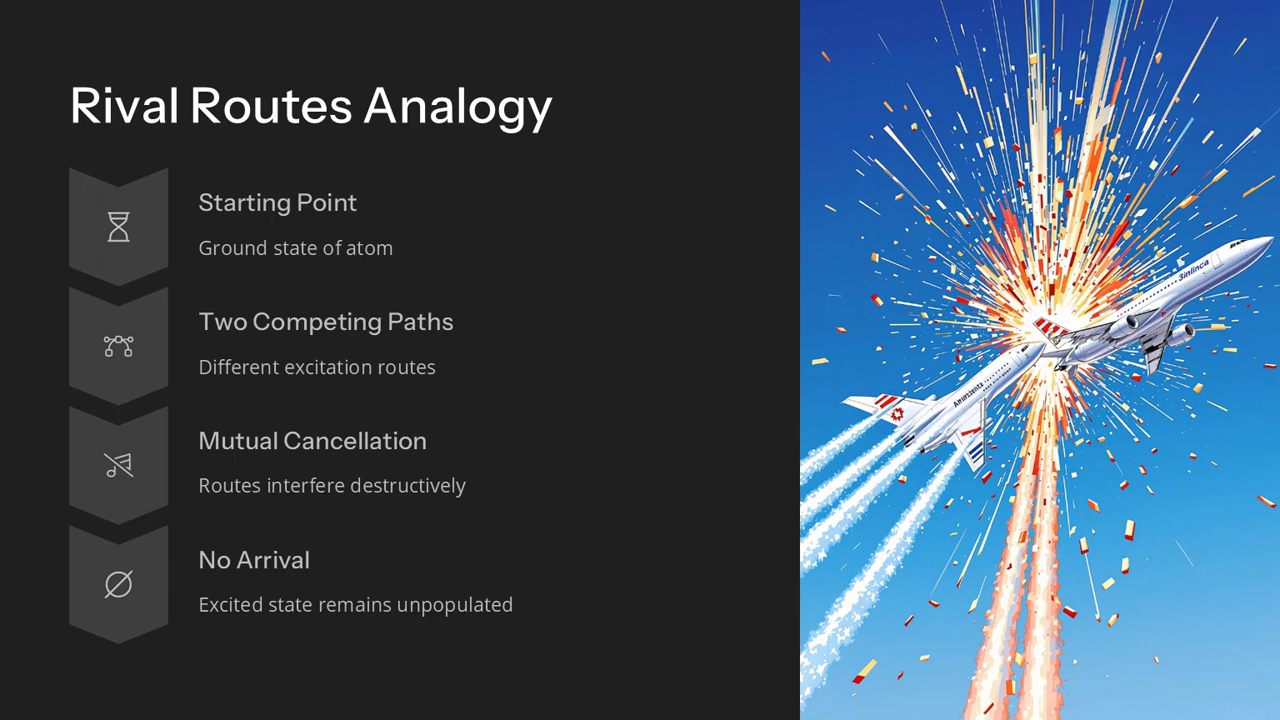 Rival Routes Analogy
Starting Point
Ground state of atom
Two Competing Paths
Different excitation routes
Mutual Cancellation
Routes interfere destructively
No Arrival
Excited state remains unpopulated